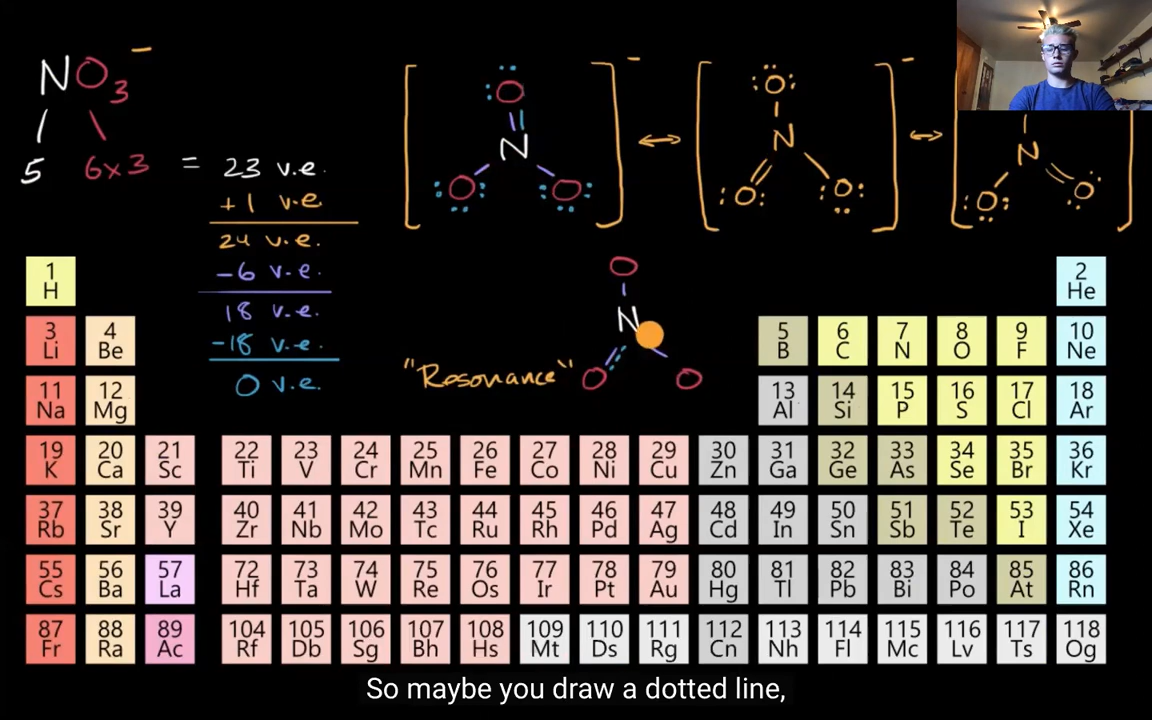 NO3-
5 6x3 = 23 v.e.
+1 v.e.
24 v.e.
-6 v.e.
18 v.e.
-18 v.e.
0 v.e.
[ O N O O ]- ↔ [ O N O O ]- ↔ [ N O O ]
O
N
O O
"Resonance"
1 H 2 He
3 Li 4 Be 5 B 6 C 7 N 8 O 9 F 10 Ne
11 Na 12 Mg 13 Al 14 Si 15 P 16 S 17 Cl 18 Ar
19 K 20 Ca 21 Sc 22 Ti 23 V 24 Cr 25 Mn 26 Fe 27 Co 28 Ni 29 Cu 30 Zn 31 Ga 32 Ge 33 As 34 Se 35 Br 36 Kr
37 Rb 38 Sr 39 Y 40 Zr 41 Nb 42 Mo 43 Tc 44 Ru 45 Rh 46 Pd 47 Ag 48 Cd 49 In 50 Sn 51 Sb 52 Te 53 I 54 Xe
55 Cs 56 Ba 57 La 72 Hf 73 Ta 74 W 75 Re 76 Os 77 Ir 78 Pt 79 Au 80 Hg 81 Tl 82 Pb 83 Bi 84 Po 85 At 86 Rn
87 Fr 88 Ra 89 Ac 104 Rf 105 Db 106 Sg 107 Bh 108 Hs 109 Mt 110 Ds 111 Rg 112 Cn 113 Nh 114 Fl 115 Mc 116 Lv 117 Ts 118 Og
So maybe you draw a dotted line,